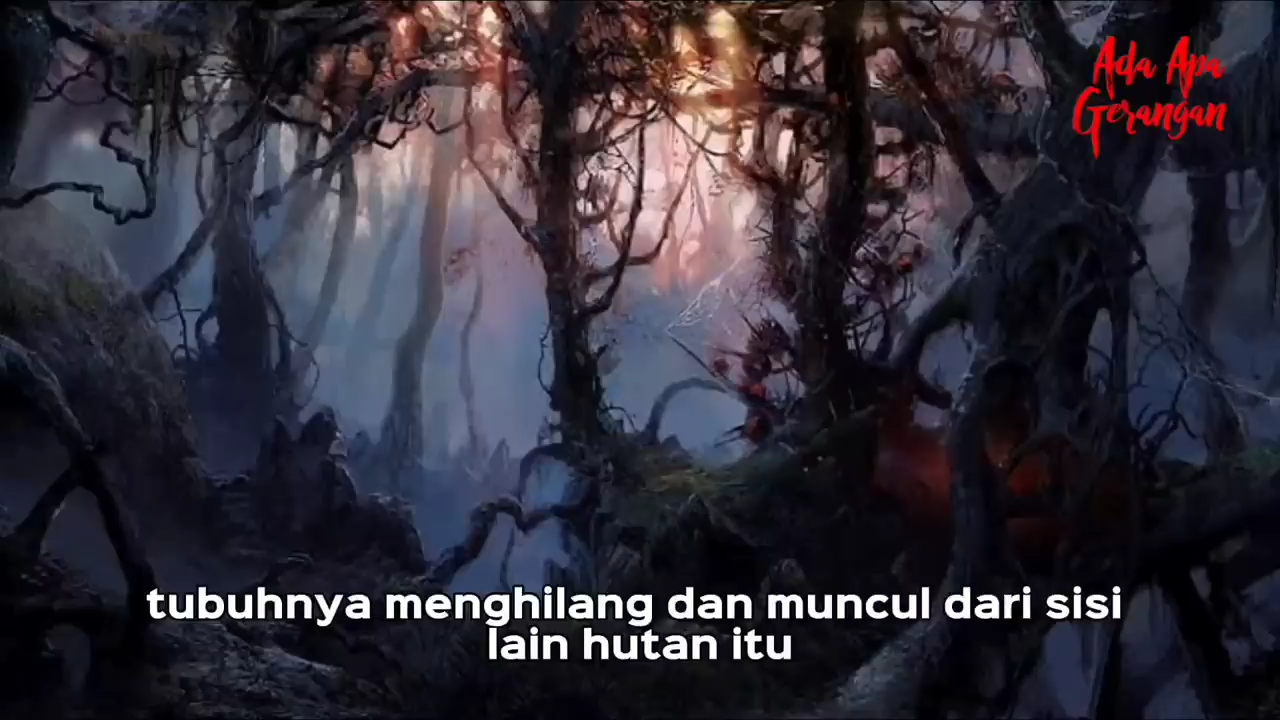 Ada Apa
Gerangan
tubuhnya menghilang dan muncul dari sisi
lain hutan itu